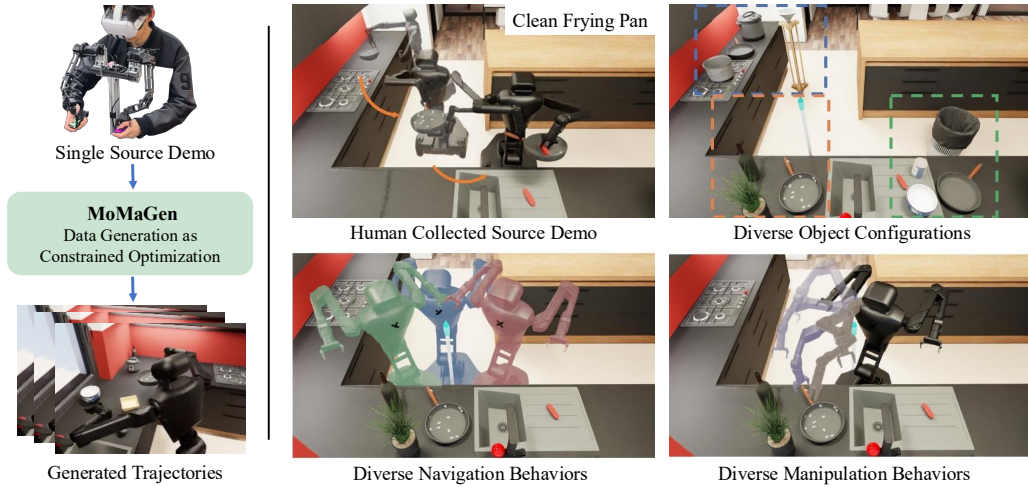 Single Source Demo
MoMaGen
Data Generation as
Constrained Optimization
Generated Trajectories
Clean Frying Pan
Human Collected Source Demo
Diverse Object Configurations
Diverse Navigation Behaviors
Diverse Manipulation Behaviors